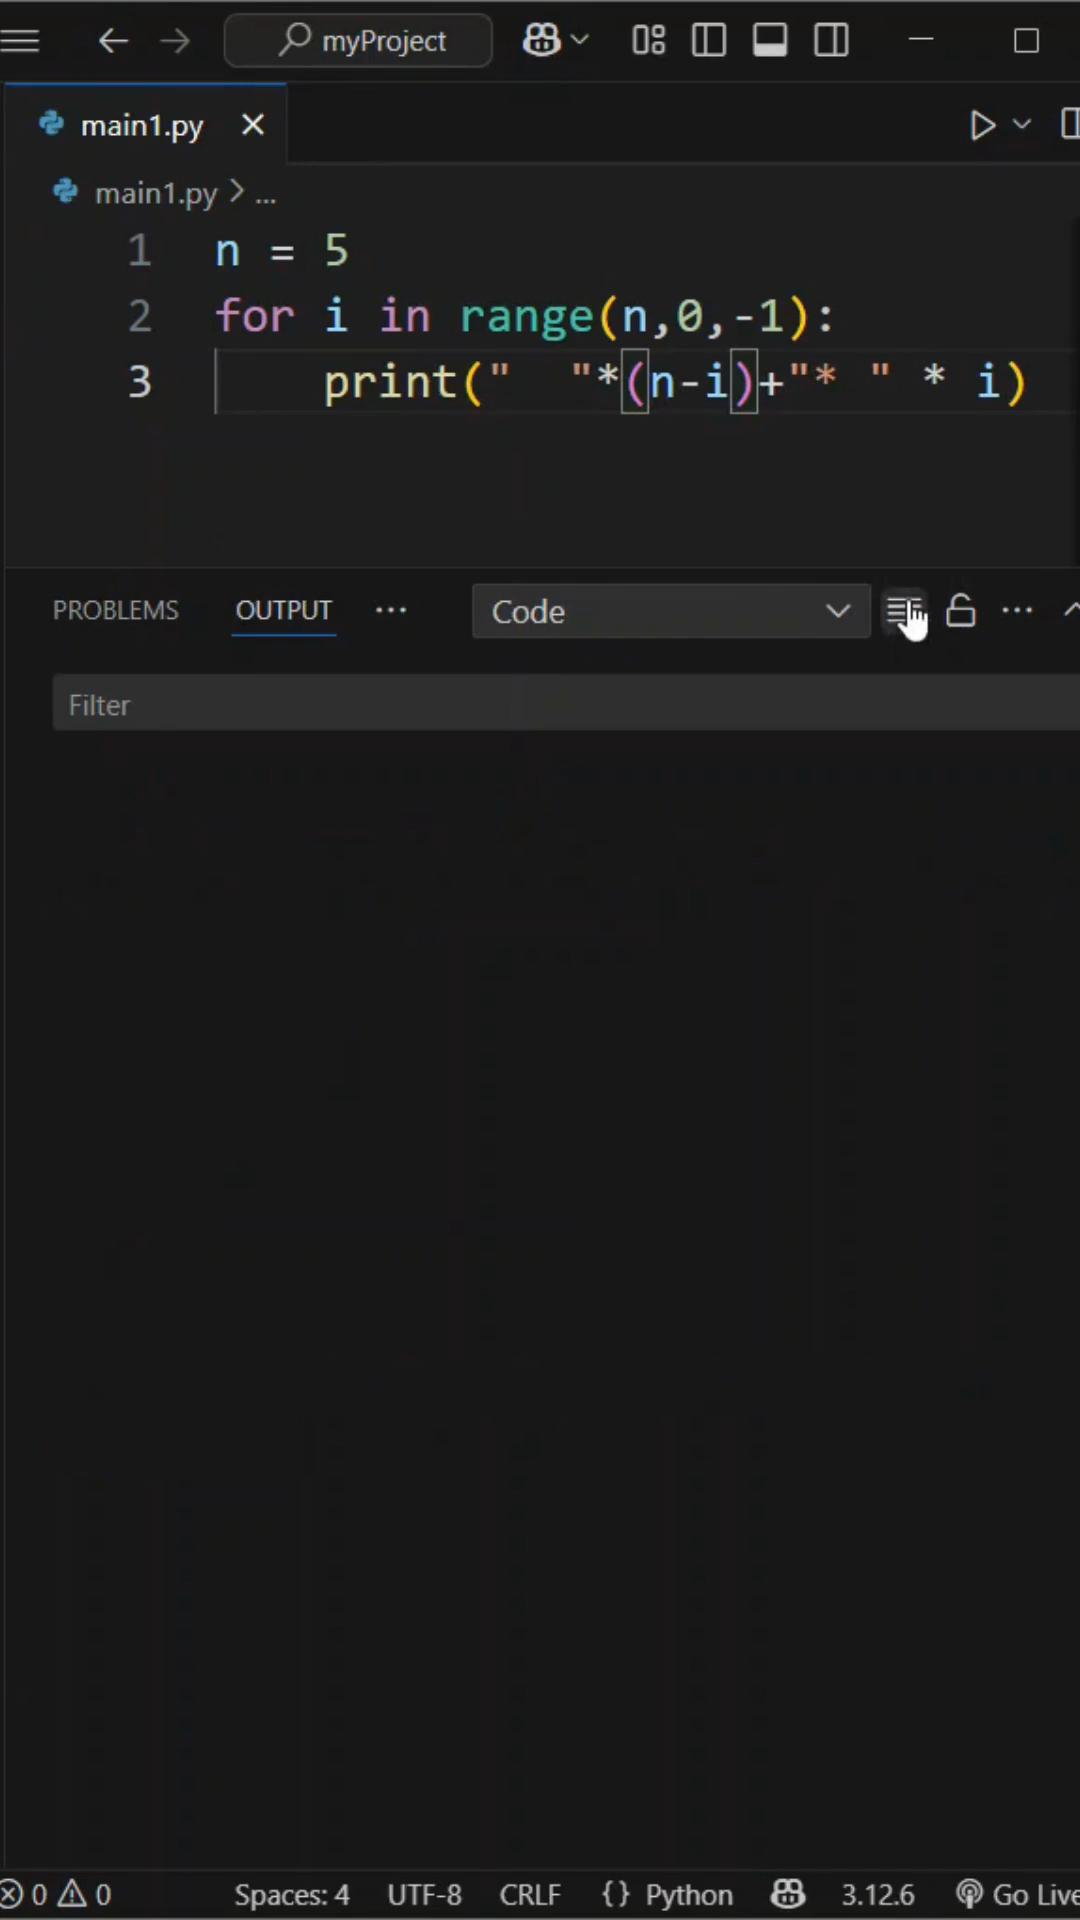 myProject
main1.py
main1.py > ...
1 n = 5
2 for i in range(n,0,-1):
3     print("  "*(n-i)+"* " * i)
PROBLEMS OUTPUT ... Code ...
Filter
0 0 Spaces: 4 UTF-8 CRLF {} Python 3.12.6 Go Live